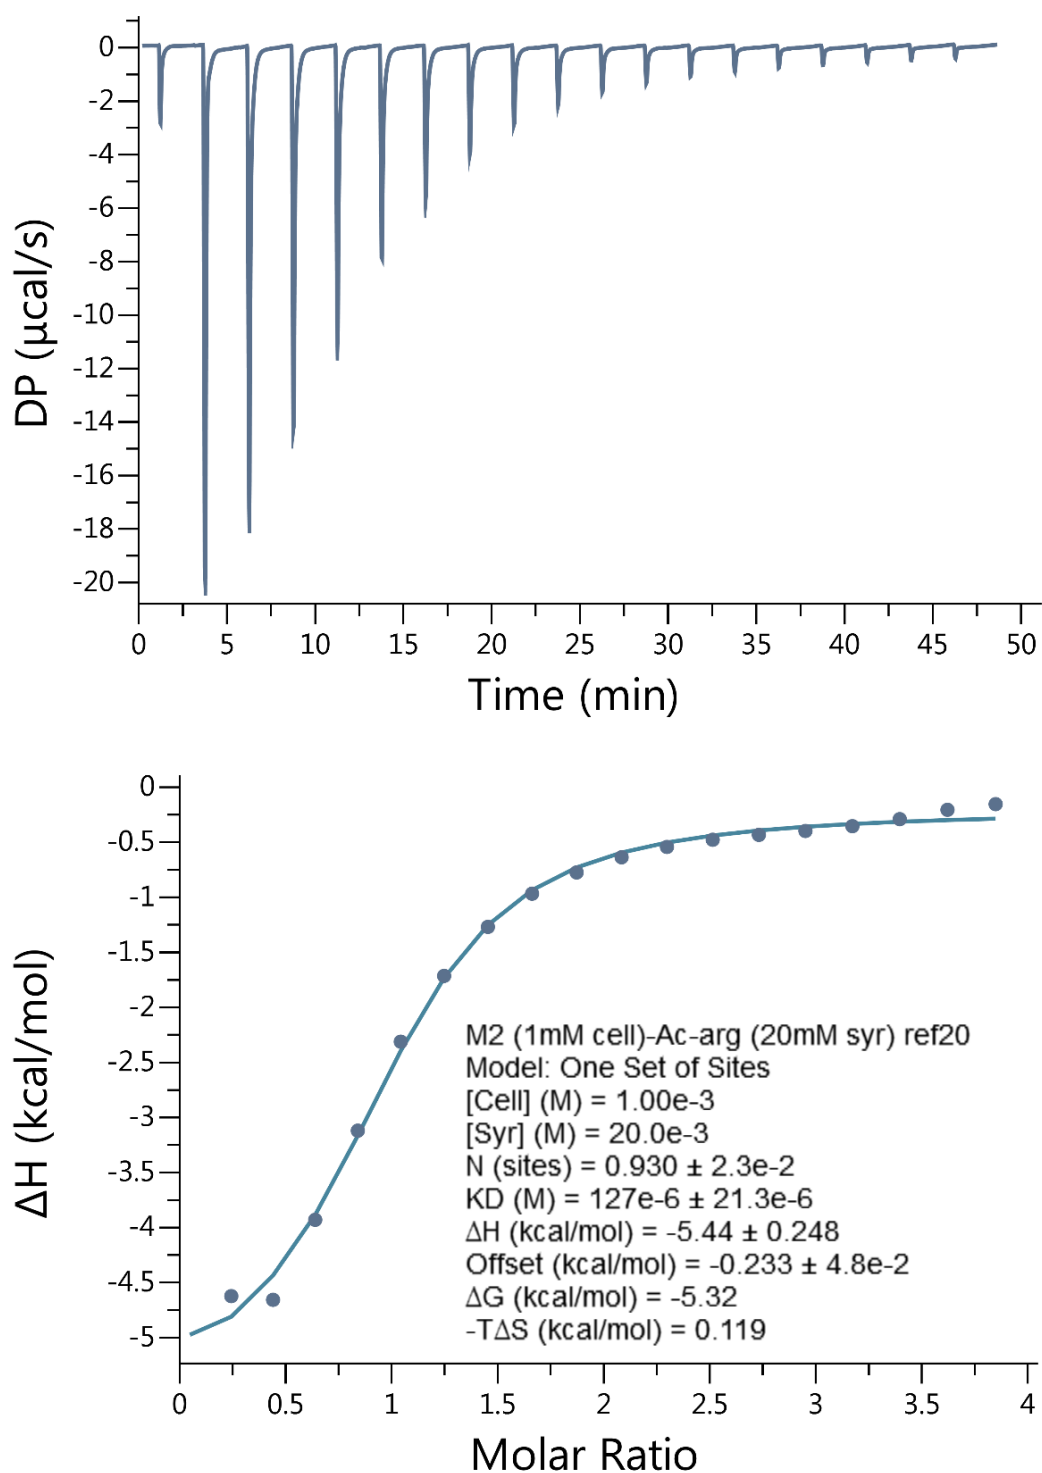 0
-2
-4
-6
-8
-10
-12
-14
-16
-18
-20
DP (μcal/s)
0 5 10 15 20 25 30 35 40 45 50
Time (min)
0
-0.5
-1
-1.5
-2
-2.5
-3
-3.5
-4
-4.5
-5
ΔH (kcal/mol)
M2 (1mM cell)-Ac-arg (20mM syr) ref20
Model: One Set of Sites
[Cell] (M) = 1.00e-3
[Syr] (M) = 20.0e-3
N (sites) = 0.930 ± 2.3e-2
KD (M) = 127e-6 ± 21.3e-6
ΔH (kcal/mol) = -5.44 ± 0.248
Offset (kcal/mol) = -0.233 ± 4.8e-2
ΔG (kcal/mol) = -5.32
-TΔS (kcal/mol) = 0.119
0 0.5 1 1.5 2 2.5 3 3.5 4
Molar Ratio